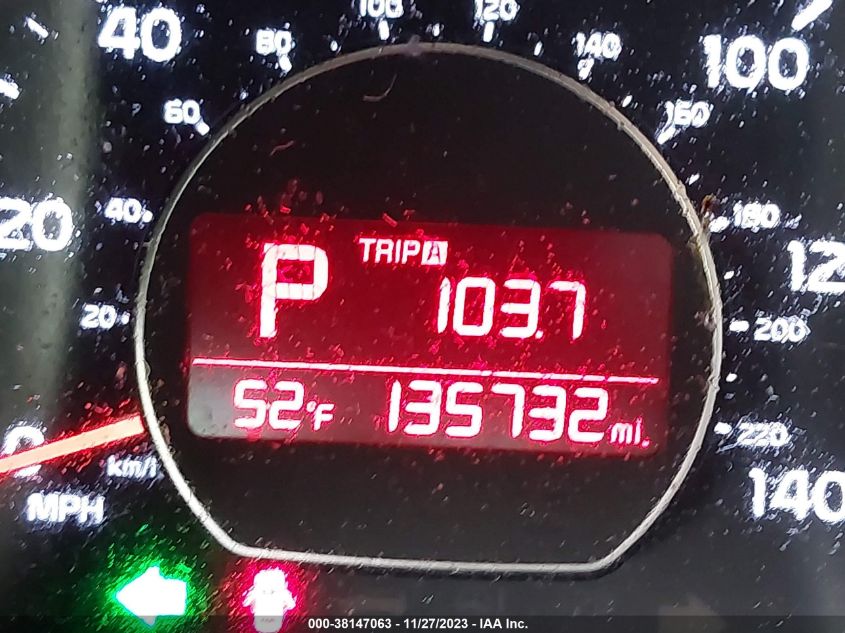 100 120
40 80 140 100
60 160
20 40 180 120
TRIP A
P 103.7
20 200
52°F 135732 mi.
0 220
km/
MPH 140
000-38147063 - 11/27/2023 - IAA Inc.